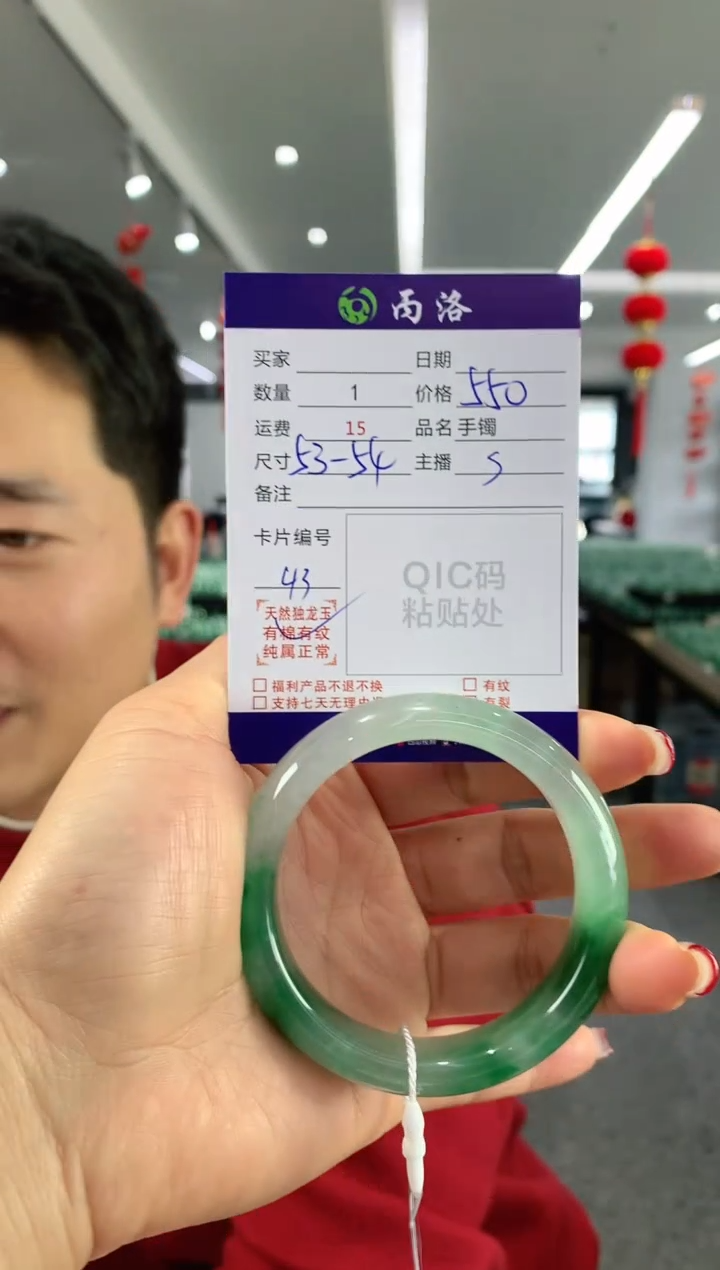 丙洛
买家 日期
数量 1 价格 550
运费 15 品名 手镯
尺寸 53-54 主播 S
备注
卡片编号
43
QIC码
粘贴处
天然独龙玉
有棉有纹
纯属正常
□ 福利产品不退不换 □ 有纹
□ 支持七天无理由 有裂